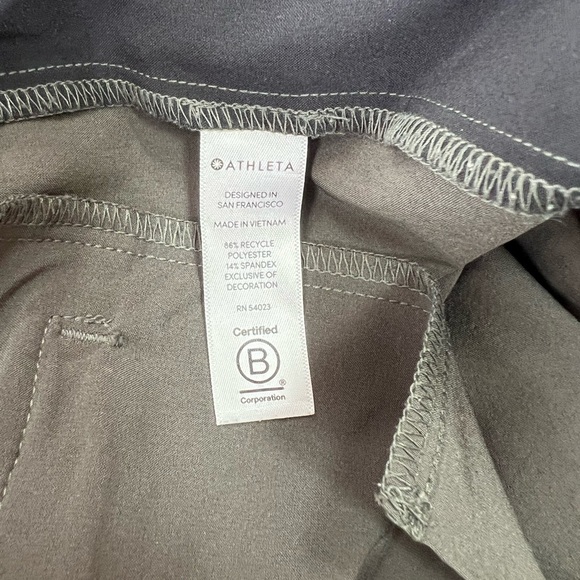 ATHLETA
DESIGNED IN
SAN FRANCISCO
MADE IN VIETNAM
86% RECYCLE
POLYESTER
14% SPANDEX
EXCLUSIVE OF
DECORATION
RN 54023
Certified
B
®
Corporation